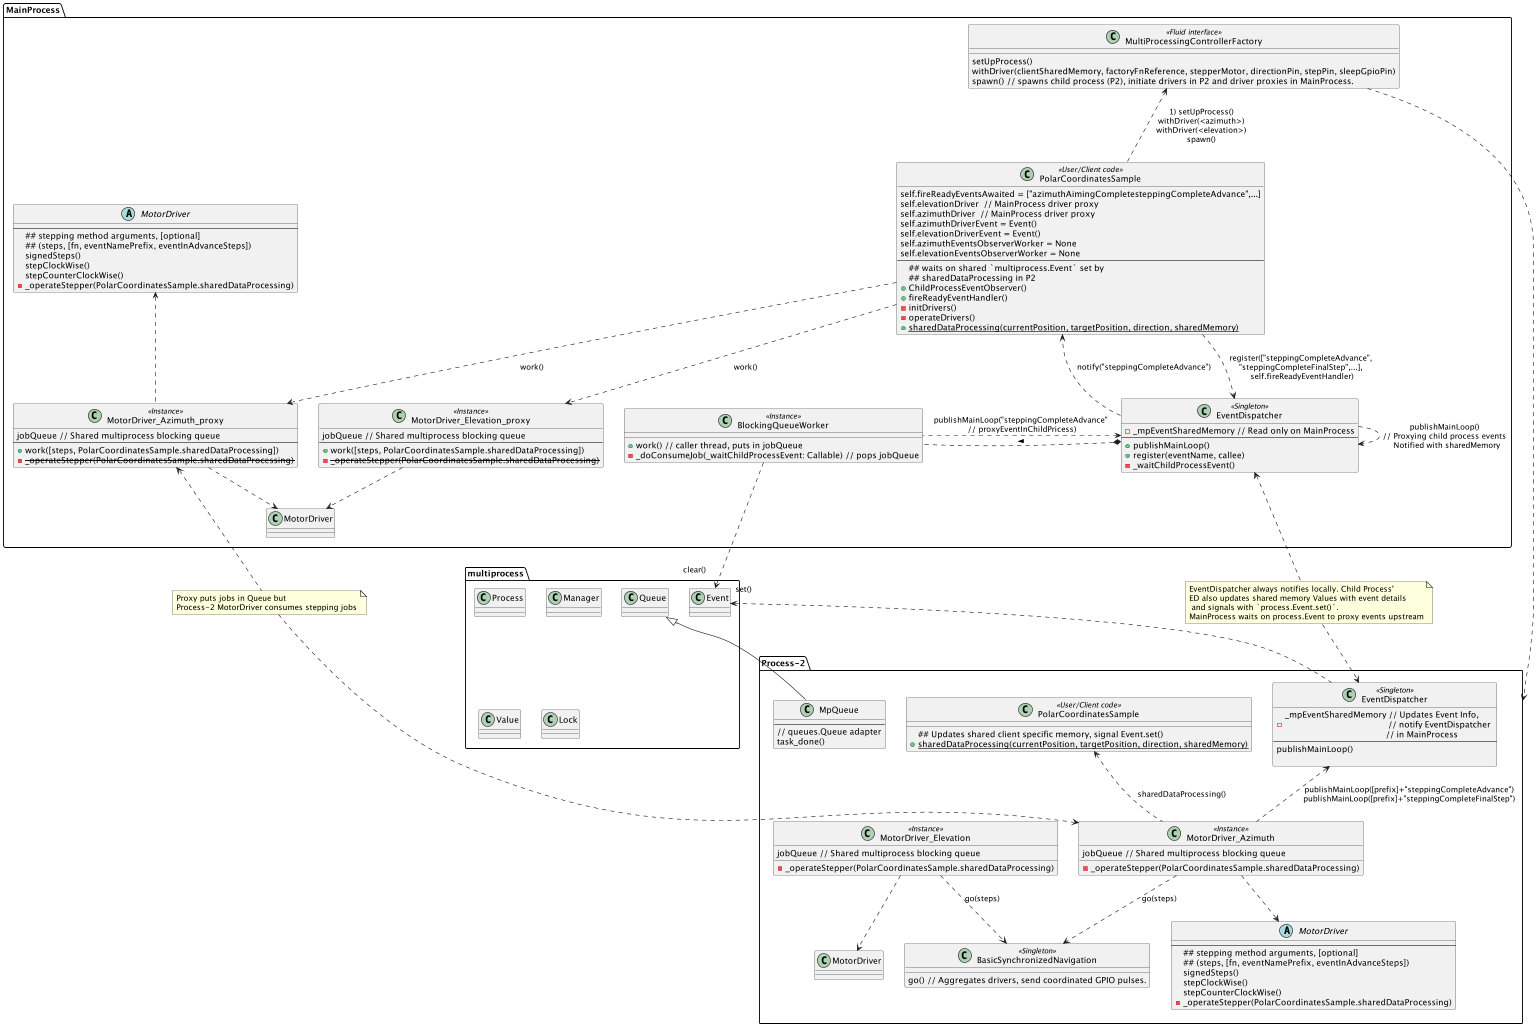 MainProcess
«Fluid interface»
MultiProcessingControllerFactory
setUpProcess()
withDriver(clientSharedMemory, factoryFnReference, stepperMotor, directionPin, stepPin, sleepGpioPin)
spawn() // spawns child process (P2), initiate drivers in P2 and driver proxies in MainProcess.
1) setUpProcess()
withDriver(<azimuth>)
withDriver(<elevation>)
spawn()
«User/Client code»
PolarCoordinatesSample
self.fireReadyEventsAwaited = ["azimuthAimingCompletesteppingCompleteAdvance",...]
self.elevationDriver // MainProcess driver proxy
self.azimuthDriver // MainProcess driver proxy
self.azimuthDriverEvent = Event()
self.elevationDriverEvent = Event()
self.azimuthEventsObserverWorker = None
self.elevationEventsObserverWorker = None
## waits on shared `multiprocess.Event` set by
## sharedDataProcessing in P2
ChildProcessEventObserver()
fireReadyEventHandler()
initDrivers()
operateDrivers()
sharedDataProcessing(currentPosition, targetPosition, direction, sharedMemory)
A MotorDriver
## stepping method arguments, [optional]
## (steps, [fn, eventNamePrefix, eventInAdvanceSteps])
signedSteps()
stepClockWise()
stepCounterClockWise()
_operateStepper(PolarCoordinatesSample.sharedDataProcessing)
work()
work()
notify("steppingCompleteAdvance")
register(["steppingCompleteAdvance",
"steppingCompleteFinalStep",...],
self.fireReadyEventHandler)
«Instance»
C MotorDriver_Azimuth_proxy
jobQueue // Shared multiprocess blocking queue
work([steps, PolarCoordinatesSample.sharedDataProcessing])
_operateStepper(PolarCoordinatesSample.sharedDataProcessing)
«Instance»
C MotorDriver_Elevation_proxy
jobQueue // Shared multiprocess blocking queue
work([steps, PolarCoordinatesSample.sharedDataProcessing])
_operateStepper(PolarCoordinatesSample.sharedDataProcessing)
«Instance»
C BlockingQueueWorker
work() // caller thread, puts in jobQueue
_doConsumeJob(_waitChildProcessEvent: Callable) // pops jobQueue
publishMainLoop("steppingCompleteAdvance"
// proxyEventInChildPricess)
«Singleton»
C EventDispatcher
_mpEventSharedMemory // Read only on MainProcess
publishMainLoop()
register(eventName, callee)
_waitChildProcessEvent()
publishMainLoop()
// Proxying child process events
Notified with sharedMemory
C MotorDriver
Proxy puts jobs in Queue but
Process-2 MotorDriver consumes stepping jobs
clear()
set()
multiprocess
C Process
C Manager
C Queue
C Event
C Value
C Lock
EventDispatcher always notifies locally. Child Process'
ED also updates shared memory Values with event details
and signals with `process.Event.set()`.
MainProcess waits on process.Event to proxy events upstream
Process-2
C MpQueue
// queues.Queue adapter
task_done()
«User/Client code»
C PolarCoordinatesSample
## Updates shared client specific memory, signal Event.set()
sharedDataProcessing(currentPosition, targetPosition, direction, sharedMemory)
«Singleton»
C EventDispatcher
_mpEventSharedMemory // Updates Event Info,
// notify EventDispatcher
// in MainProcess
publishMainLoop()
sharedDataProcessing()
publishMainLoop([prefix]+"steppingCompleteAdvance")
publishMainLoop([prefix]+"steppingCompleteFinalStep")
«Instance»
C MotorDriver_Elevation
jobQueue // Shared multiprocess blocking queue
_operateStepper(PolarCoordinatesSample.sharedDataProcessing)
«Instance»
C MotorDriver_Azimuth
jobQueue // Shared multiprocess blocking queue
_operateStepper(PolarCoordinatesSample.sharedDataProcessing)
go(steps)
go(steps)
C MotorDriver
«Singleton»
C BasicSynchronizedNavigation
go() // Aggregates drivers, send coordinated GPIO pulses.
A MotorDriver
## stepping method arguments, [optional]
## (steps, [fn, eventNamePrefix, eventInAdvanceSteps])
signedSteps()
stepClockWise()
stepCounterClockWise()
_operateStepper(PolarCoordinatesSample.sharedDataProcessing)